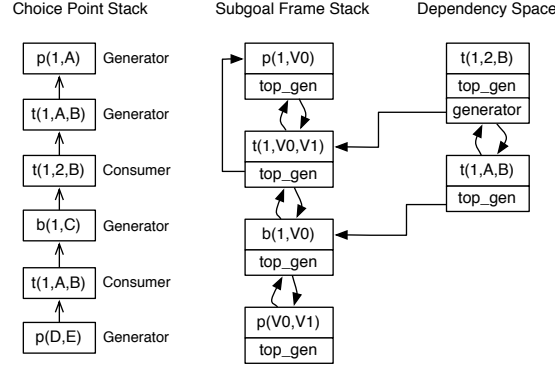 Choice Point Stack
p(1,A) Generator
t(1,A,B) Generator
t(1,2,B) Consumer
b(1,C) Generator
t(1,A,B) Consumer
p(D,E) Generator
Subgoal Frame Stack
p(1,V0)
top_gen
t(1,V0,V1)
top_gen
b(1,V0)
top_gen
p(V0,V1)
top_gen
Dependency Space
t(1,2,B)
top_gen
generator
t(1,A,B)
top_gen